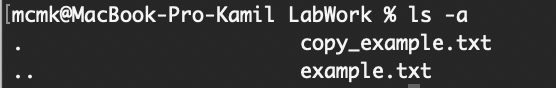 [mcmk@MacBook-Pro-Kamil LabWork % ls -a
. copy_example.txt
.. example.txt